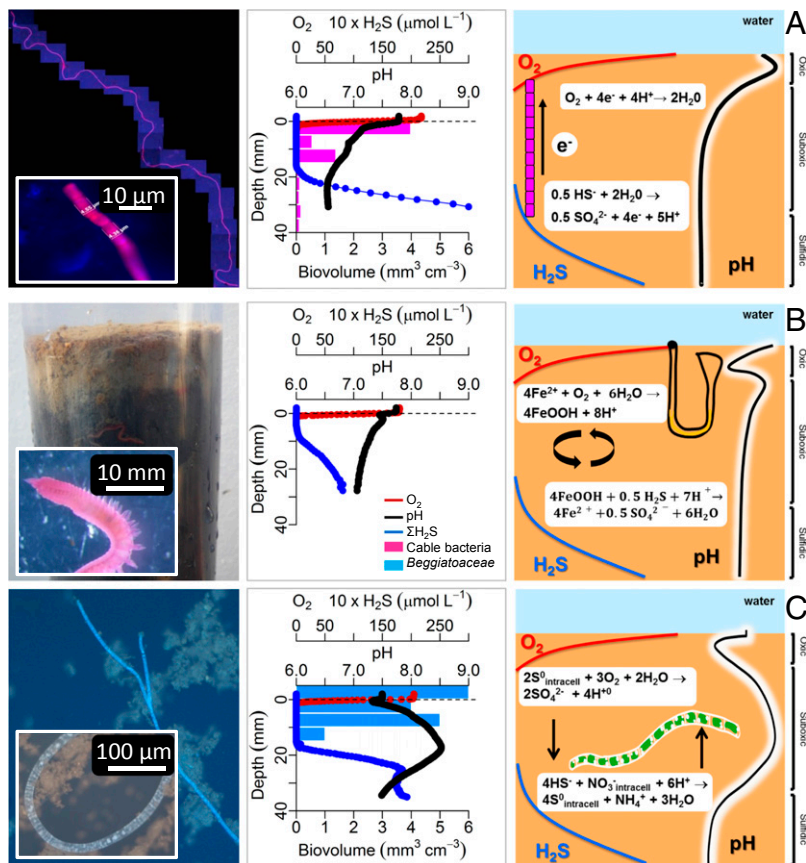 A
10 µm
O₂ 10 x H₂S (µmol L⁻¹)
0 50 150 250
pH
6.0 7.0 8.0 9.0
Depth (mm)
0
20
40
0 1 2 3 4 5 6
Biovolume (mm³ cm⁻³)
water
O₂
O₂ + 4e⁻ + 4H⁺→ 2H₂0
e⁻
0.5 HS⁻ + 2H₂0 →
0.5 SO₄²⁻ + 4e⁻ + 5H⁺
H₂S
pH
Oxic
Suboxic
Sulfidic
B
10 mm
O₂ 10 x H₂S (µmol L⁻¹)
0 50 150 250
pH
6.0 7.0 8.0 9.0
Depth (mm)
0
20
40
O₂
pH
ΣH₂S
Cable bacteria
Beggiatoaceae
water
O₂
4Fe²⁺ + O₂ + 6H₂O →
4FeOOH + 8H⁺
4FeOOH + 0.5 H₂S + 7H⁺→
4Fe²⁺ +0.5 SO₄²⁻ + 6H₂O
H₂S
pH
Oxic
Suboxic
Sulfidic
C
100 µm
O₂ 10 x H₂S (µmol L⁻¹)
0 50 150 250
pH
6.0 7.0 8.0 9.0
Depth (mm)
0
20
40
0 1 2 3 4 5 6
Biovolume (mm³ cm⁻³)
water
O₂
2S⁰intracell + 3O₂ + 2H₂O →
2SO₄²⁻ + 4H⁺⁰
4HS⁻ + NO₃⁻intracell + 6H⁺ →
4S⁰intracell + NH₄⁺ + 3H₂O
H₂S
pH
Oxic
Suboxic
Sulfidic